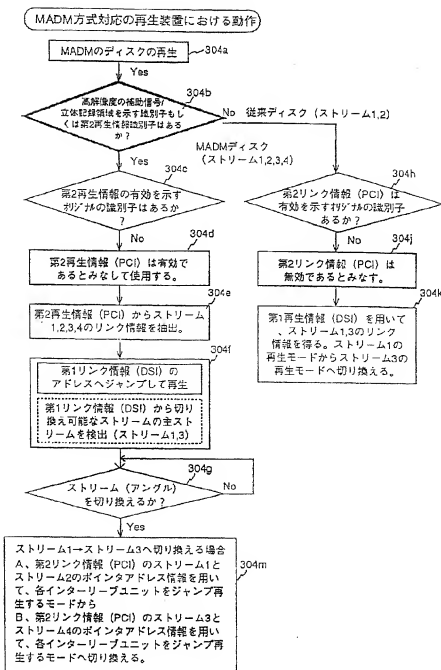 MADM方式対応の再生装置における動作
304a
MADMのディスクの再生
Yes
304b
高解像度の補助信号/
立体記録領域を示す識別子もし
くは第2再生情報識別子はある
か?
No 従来ディスク(ストリーム1,2)
MADMディスク
(ストリーム1,2,3,4)
Yes
304c
第2再生情報の有効を示す
オリジナルの識別子はあるか
?
No
304d
第2再生情報(PCI)は有効で
あるとみなして使用する。
304e
第2再生情報(PCI)からストリーム
1,2,3,4のリンク情報を抽出。
304f
第1リンク情報(DSI)の
アドレスへジャンプして再生
第1リンク情報(DSI)から切り
換え可能なストリームの主スト
リームを検出(ストリーム1,3)
304g
ストリーム(アングル)
を切り換えるか?
No
Yes
304h
第2リンク情報(PCI)は
有効を示すオリジナルの識別子
あるか?
No
304j
第2リンク情報(PCI)は
無効であるとみなす。
304k
第1再生情報(DSI)を用いて
、ストリーム1,3のリンク
情報を得る。ストリーム1の
再生モードからストリーム3の
再生モードへ切り換える。
304m
ストリーム1→ストリーム3へ切り換える場合
A、第2リンク情報(PCI)のストリーム1と
ストリーム2のポインタアドレス情報を用い
て、各インターリーブユニットをジャンプ再
生するモードから
B、第2リンク情報(PCI)のストリーム3と
ストリーム4のポインタアドレス情報を用い
て、各インターリーブユニットをジャンプ再
生するモードへ切り換える。